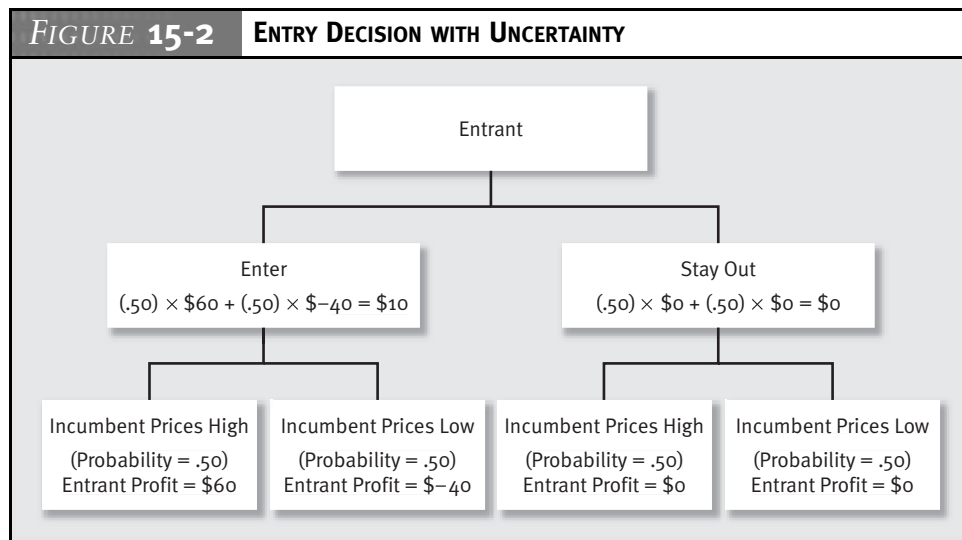 FIGURE 15-2 ENTRY DECISION WITH UNCERTAINTY
Entrant
Enter
(.50) × $60 + (.50) × $–40 = $10
Stay Out
(.50) × $0 + (.50) × $0 = $0
Incumbent Prices High
(Probability = .50)
Entrant Profit = $60
Incumbent Prices Low
(Probability = .50)
Entrant Profit = $–40
Incumbent Prices High
(Probability = .50)
Entrant Profit = $0
Incumbent Prices Low
(Probability = .50)
Entrant Profit = $0